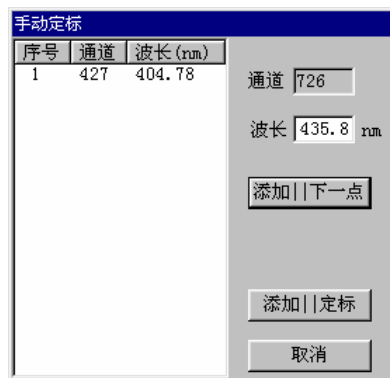 手动定标
序号 通道 波长(nm)
1 427 404.78
通道 726
波长 435.8 nm
添加||下一点
添加||定标
取消